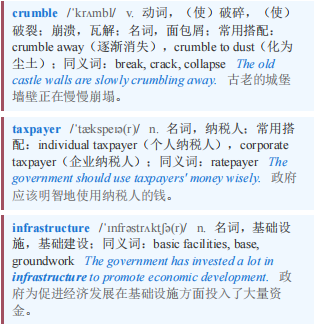 crumble /ˈkrʌmbl/ v. 动词，（使）破碎，（使）
破裂；崩溃，瓦解；名词，面包屑；常用搭配：
crumble away（逐渐消失），crumble to dust（化为
尘土）；同义词：break, crack, collapse The old
castle walls are slowly crumbling away. 古老的城堡
墙壁正在慢慢崩塌。
taxpayer /ˈtækspeɪə(r)/ n. 名词，纳税人；常用搭
配：individual taxpayer（个人纳税人），corporate
taxpayer（企业纳税人）；同义词：ratepayer The
government should use taxpayers' money wisely. 政府
应该明智地使用纳税人的钱。
infrastructure /ˈɪnfrəstrʌktʃə(r)/ n. 名词，基础设
施，基础建设；同义词：basic facilities, base,
groundwork The government has invested a lot in
infrastructure to promote economic development. 政
府为促进经济发展在基础设施方面投入了大量
资金。